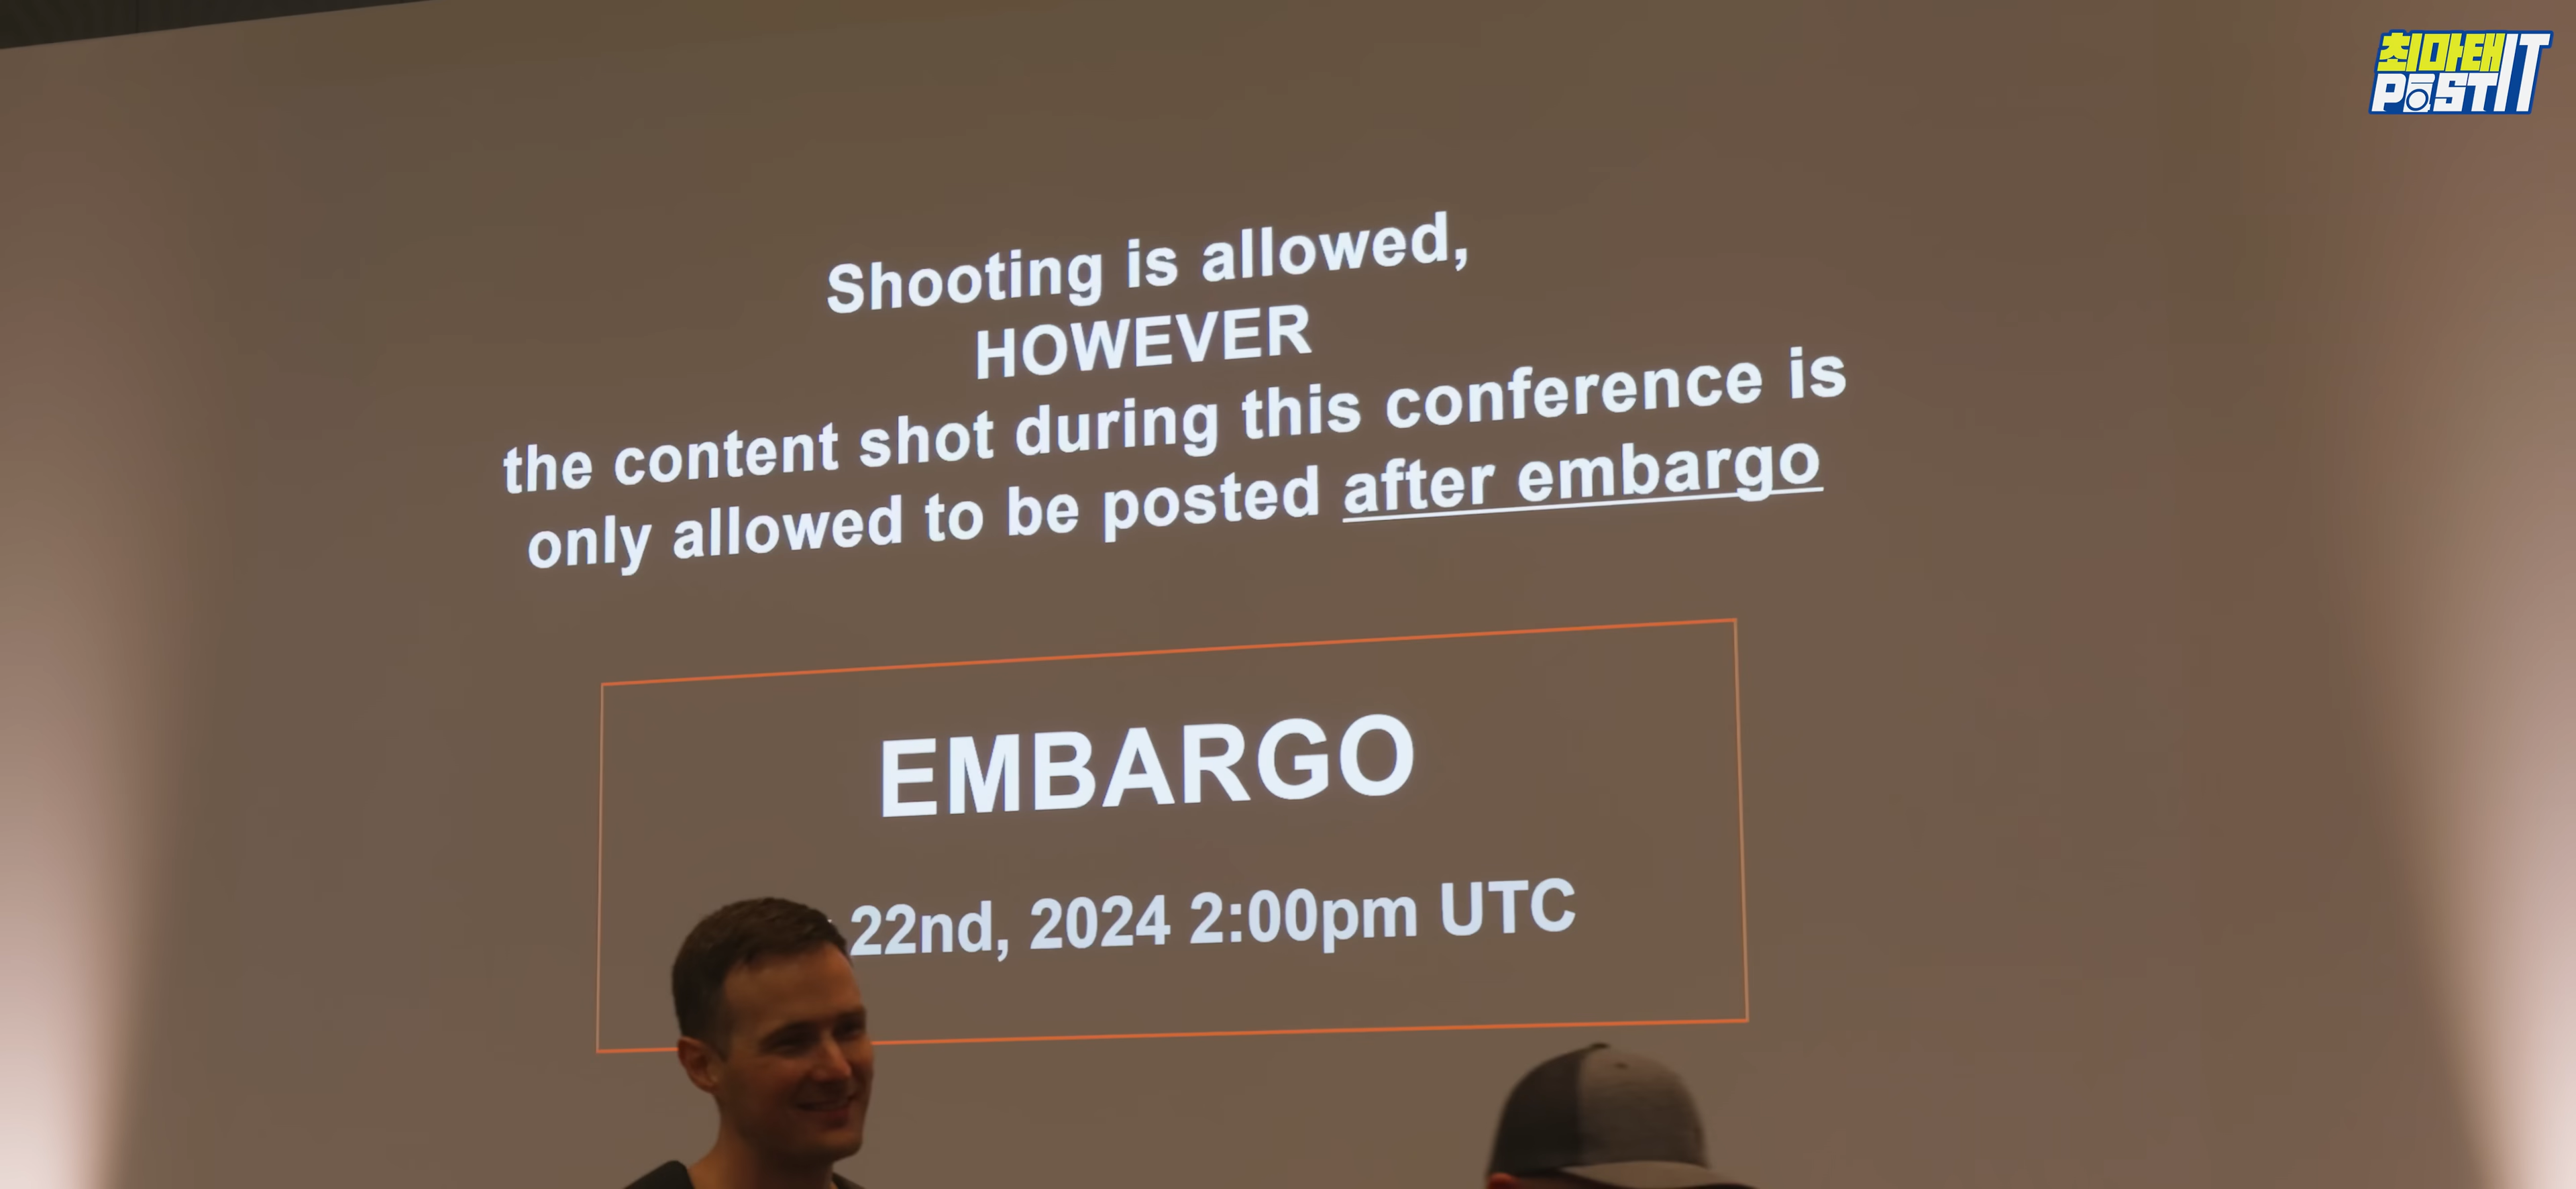 최마태
POST IT
Shooting is allowed,
HOWEVER
the content shot during this conference is
only allowed to be posted after embargo
EMBARGO
22nd, 2024 2:00pm UTC